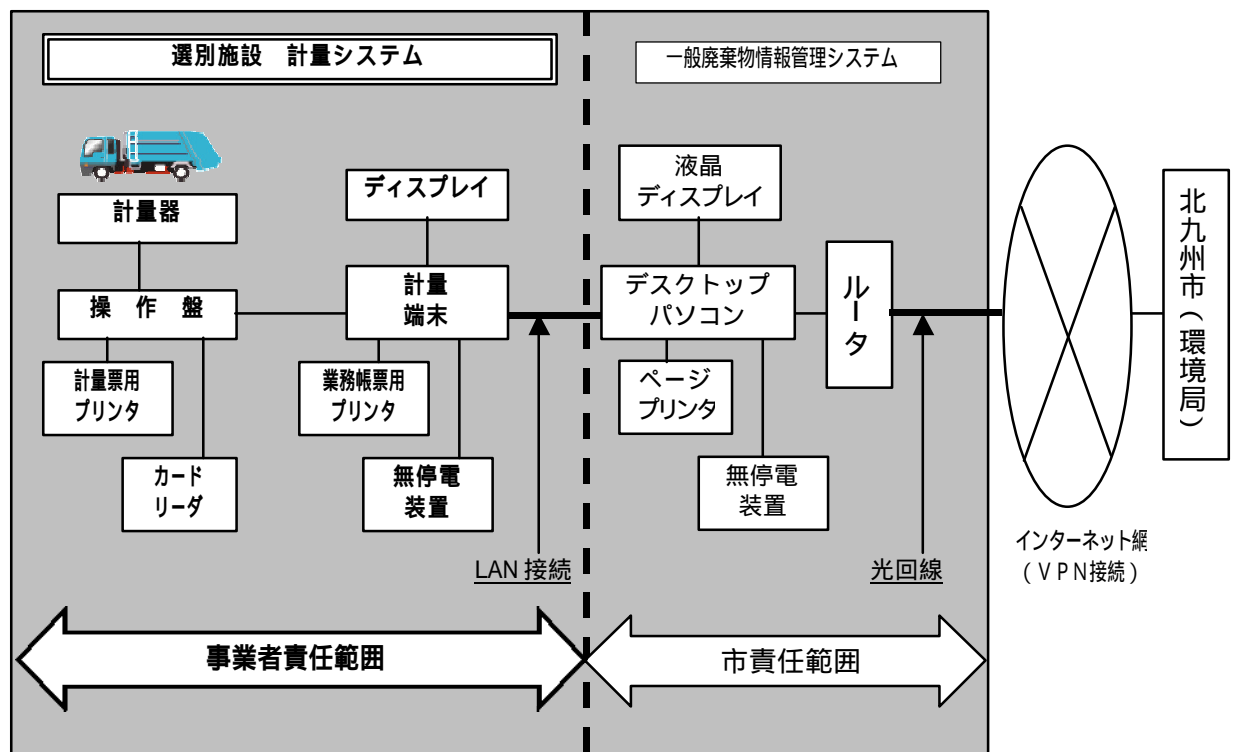 選別施設　計量システム
一般廃棄物情報管理システム
計量器
操　作　盤
計量票用
プリンタ
カード
リーダ
ディスプレイ
計量
端末
業務帳票用
プリンタ
無停電
装置
LAN 接続
液晶
ディスプレイ
デスクトップ
パソコン
ページ
プリンタ
無停電
装置
ルータ
光回線
インターネット網
（ＶＰＮ接続）
北九州市（環境局）
事業者責任範囲
市責任範囲